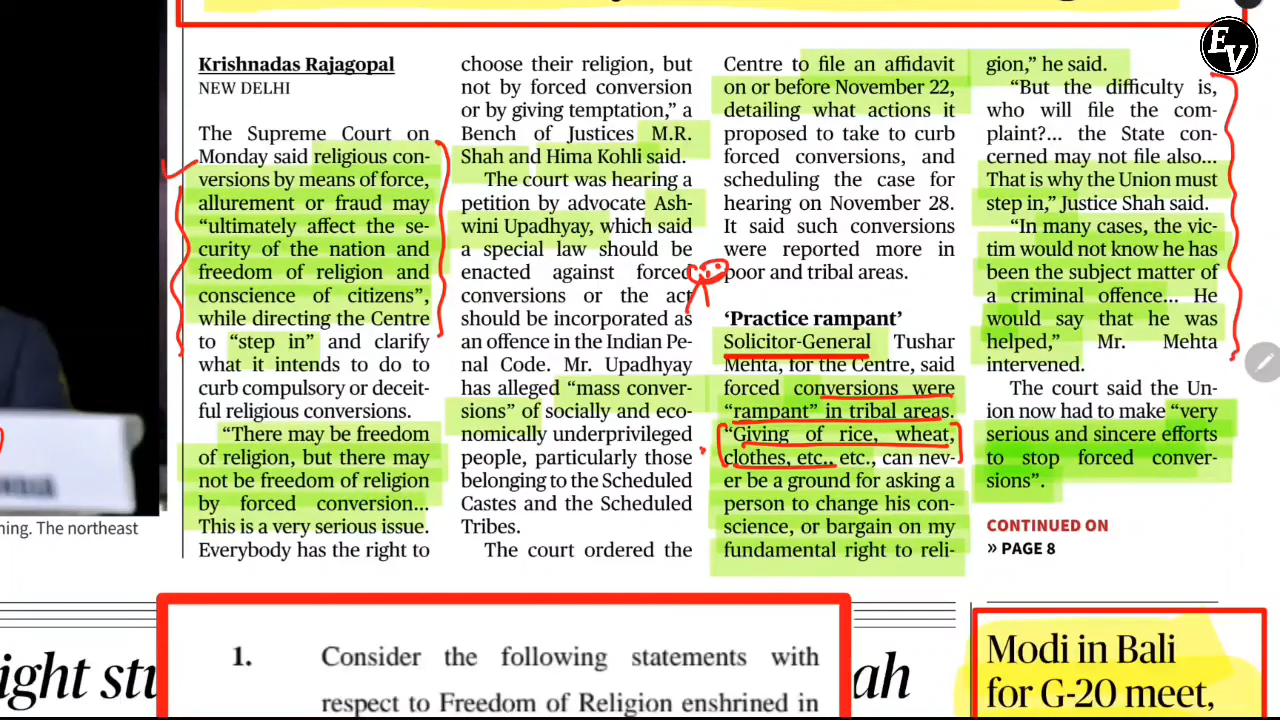 EV
Krishnadas Rajagopal
NEW DELHI
The Supreme Court on
Monday said religious con-
versions by means of force,
allurement or fraud may
“ultimately affect the se-
curity of the nation and
freedom of religion and
conscience of citizens”,
while directing the Centre
to “step in” and clarify
what it intends to do to
curb compulsory or deceit-
ful religious conversions.
“There may be freedom
of religion, but there may
not be freedom of religion
by forced conversion...
This is a very serious issue.
Everybody has the right to
choose their religion, but
not by forced conversion
or by giving temptation,” a
Bench of Justices M.R.
Shah and Hima Kohli said.
The court was hearing a
petition by advocate Ash-
wini Upadhyay, which said
a special law should be
enacted against forced
conversions or the act
should be incorporated as
an offence in the Indian Pe-
nal Code. Mr. Upadhyay
has alleged “mass conver-
sions” of socially and eco-
nomically underprivileged
people, particularly those
belonging to the Scheduled
Castes and the Scheduled
Tribes.
The court ordered the
Centre to file an affidavit
on or before November 22,
detailing what actions it
proposed to take to curb
forced conversions, and
scheduling the case for
hearing on November 28.
It said such conversions
were reported more in
poor and tribal areas.
‘Practice rampant’
Solicitor-General Tushar
Mehta, for the Centre, said
forced conversions were
“rampant” in tribal areas.
“Giving of rice, wheat,
clothes, etc., etc., can nev-
er be a ground for asking a
person to change his con-
science, or bargain on my
fundamental right to reli-
gion,” he said.
“But the difficulty is,
who will file the com-
plaint?... the State con-
cerned may not file also...
That is why the Union must
step in,” Justice Shah said.
“In many cases, the vic-
tim would not know he has
been the subject matter of
a criminal offence... He
would say that he was
helped,” Mr. Mehta
intervened.
The court said the Un-
ion now had to make “very
serious and sincere efforts
to stop forced conver-
sions”.
CONTINUED ON
» PAGE 8
ning. The northeast
ight stu
ah
1. Consider the following statements with
respect to Freedom of Religion enshrined in
Modi in Bali
for G-20 meet,